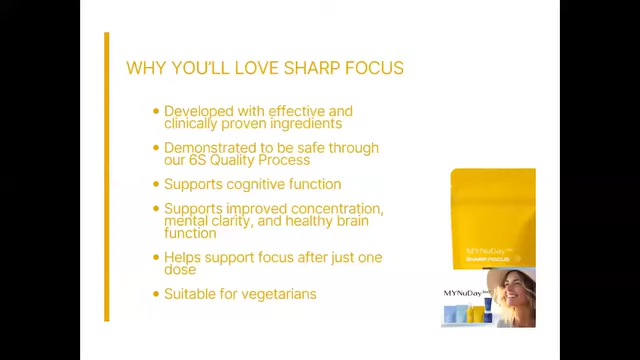 WHY YOU'LL LOVE SHARP FOCUS
• Developed with effective and
clinically proven ingredients
• Demonstrated to be safe through
our 6S Quality Process
• Supports cognitive function
• Supports improved concentration,
mental clarity, and healthy brain
function
• Helps support focus after just one
dose
• Suitable for vegetarians
MYNuDay
SHARP FOCUS
MYNuDay